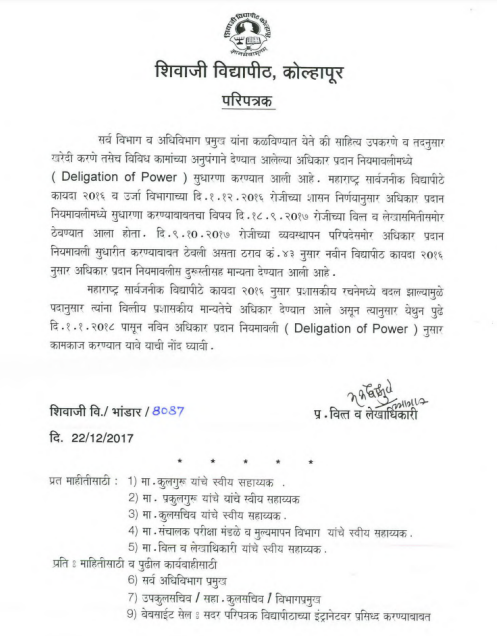 शिवाजी विद्यापीठ, कोल्हापूर
परिपत्रक
सर्व विभाग व अधिविभाग प्रमुख यांना कळविण्यात येते की साहित्य उपकरणे व तदनुसार
खरेदी करणे तसेच विविध कामांच्या अनुषंगाने देण्यात आलेल्या अधिकार प्रदान नियमावलीमध्ये
( Deligation of Power ) सुधारणा करण्यात आली आहे. महाराष्ट्र सार्वजनीक विद्यापीठे
कायदा २०१६ व उर्जा विभागाच्या दि.१.१२.२०१६ रोजीच्या शासन निर्णयानुसार अधिकार प्रदान
नियमावलीमध्ये सुधारणा करण्याबाबतचा विषय दि.१८.९.२०१७ रोजीच्या वित्त व लेखासमितीसमोर
ठेवण्यात आला होता. दि.९.१०.२०१७ रोजीच्या व्यवस्थापन परिषदेसमोर अधिकार प्रदान
नियमावली सुधारीत करण्याबाबत ठेवली असता ठराव क्रं.४३ नुसार नवीन विद्यापीठ कायदा २०१६
नुसार अधिकार प्रदान नियमावलीस दुरूस्तीसह मान्यता देण्यात आली आहे.
महाराष्ट्र सार्वजनीक विद्यापीठे कायदा २०१६ नुसार प्रशासकीय रचनेमध्ये बदल झाल्यामुळे
पदानुसार त्यांना वित्तीय प्रशासकीय मान्यतेचे अधिकार देण्यात आले असून त्यानुसार येथुन पुढे
दि.१.१.२०१८ पासून नविन अधिकार प्रदान नियमावली ( Deligation of Power ) नुसार
कामकाज करण्यात यावे याची नोंद घ्यावी.
शिवाजी वि./ भांडार / 8087
प्र.वित्त व लेखाधिकारी
दि. 22/12/2017
* * * * *
प्रत माहीतीसाठी : 1) मा.कुलगुरू यांचे स्वीय सहाय्यक .
2) मा. प्रकुलगुरू यांचे यांचे स्वीय सहाय्यक
3) मा.कुलसचिव यांचे स्वीय सहाय्यक.
4) मा.संचालक परीक्षा मंडळे व मुल्यमापन विभाग यांचे स्वीय सहाय्यक.
5) मा.वित्त व लेखाधिकारी यांचे स्वीय सहाय्यक.
प्रति : माहितीसाठी व पुढील कार्यवाहीसाठी
6) सर्व अधिविभाग प्रमुख
7) उपकुलसचिव / सहा.कुलसचिव / विभागप्रमुख
9) वेबसाईट सेल : सदर परिपत्रक विद्यापीठाच्या इंट्रानेटवर प्रसिध्द करण्याबाबत